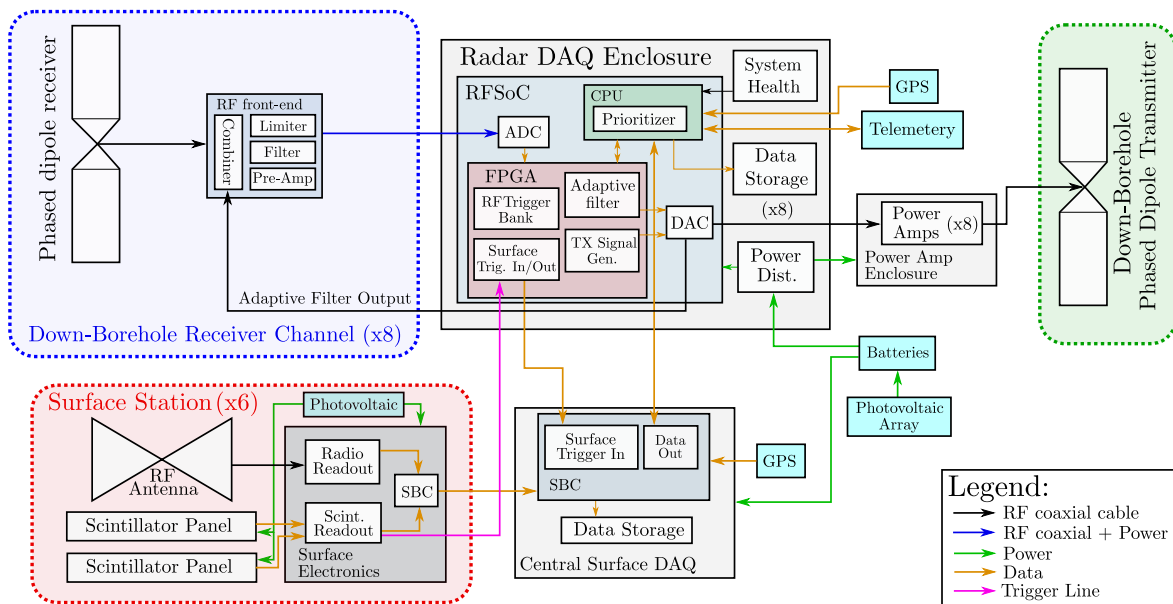 Phased dipole receiver
RF front-end
Combiner
Limiter
Filter
Pre-Amp
Adaptive Filter Output
Down-Borehole Receiver Channel (x8)
Radar DAQ Enclosure
RFSoC
CPU
Prioritizer
System
Health
ADC
FPGA
RFTrigger
Bank
Adaptive
filter
Surface
Trig. In/Out
TX Signal
Gen.
DAC
Data
Storage
(x8)
Power
Dist.
GPS
Telemetery
Power
Amps
(x8)
Power Amp
Enclosure
Down-Borehole
Phased Dipole Transmitter
Batteries
Photovoltaic
Array
Surface Station (x6)
Photovoltaic
RF
Antenna
Radio
Readout
SBC
Scint.
Readout
Surface
Electronics
Scintillator Panel
Scintillator Panel
Surface
Trigger In
Data
Out
SBC
GPS
Data Storage
Central Surface DAQ
Legend:
RF coaxial cable
RF coaxial + Power
Power
Data
Trigger Line